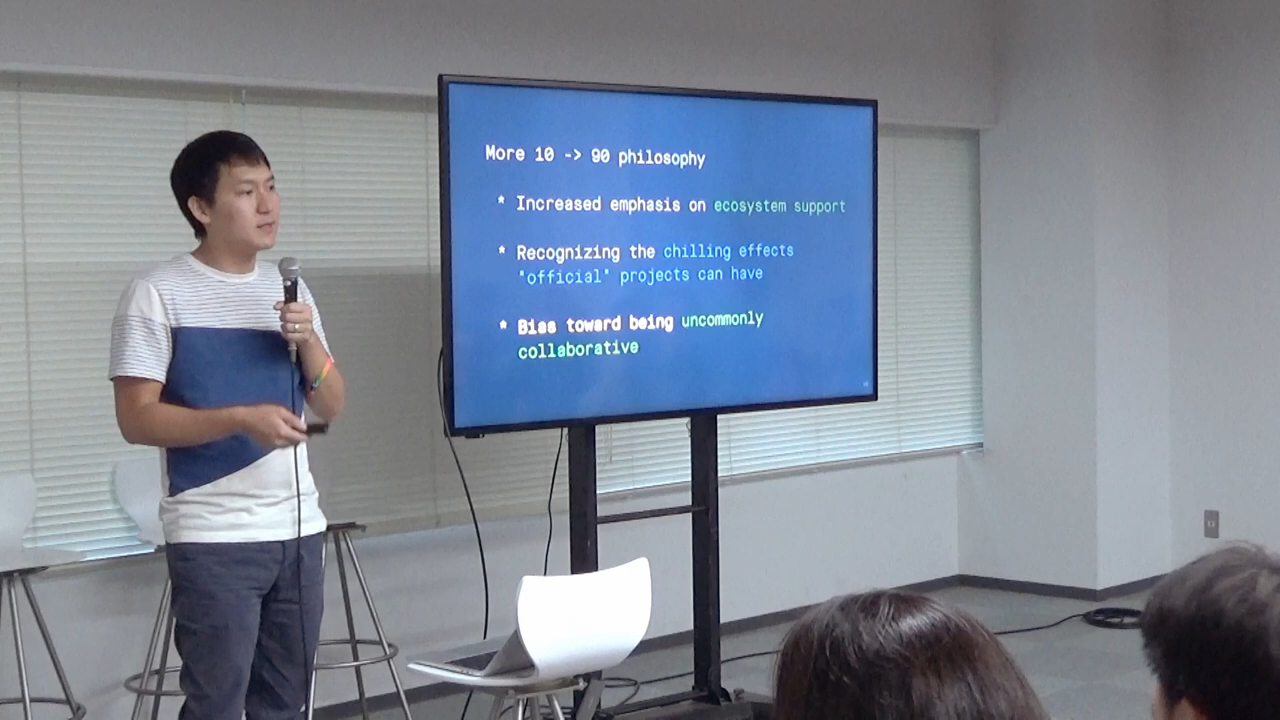 More 10 -> 90 philosophy
* Increased emphasis on ecosystem support
* Recognizing the chilling effects
"official" projects can have
* Bias toward being uncommonly
collaborative